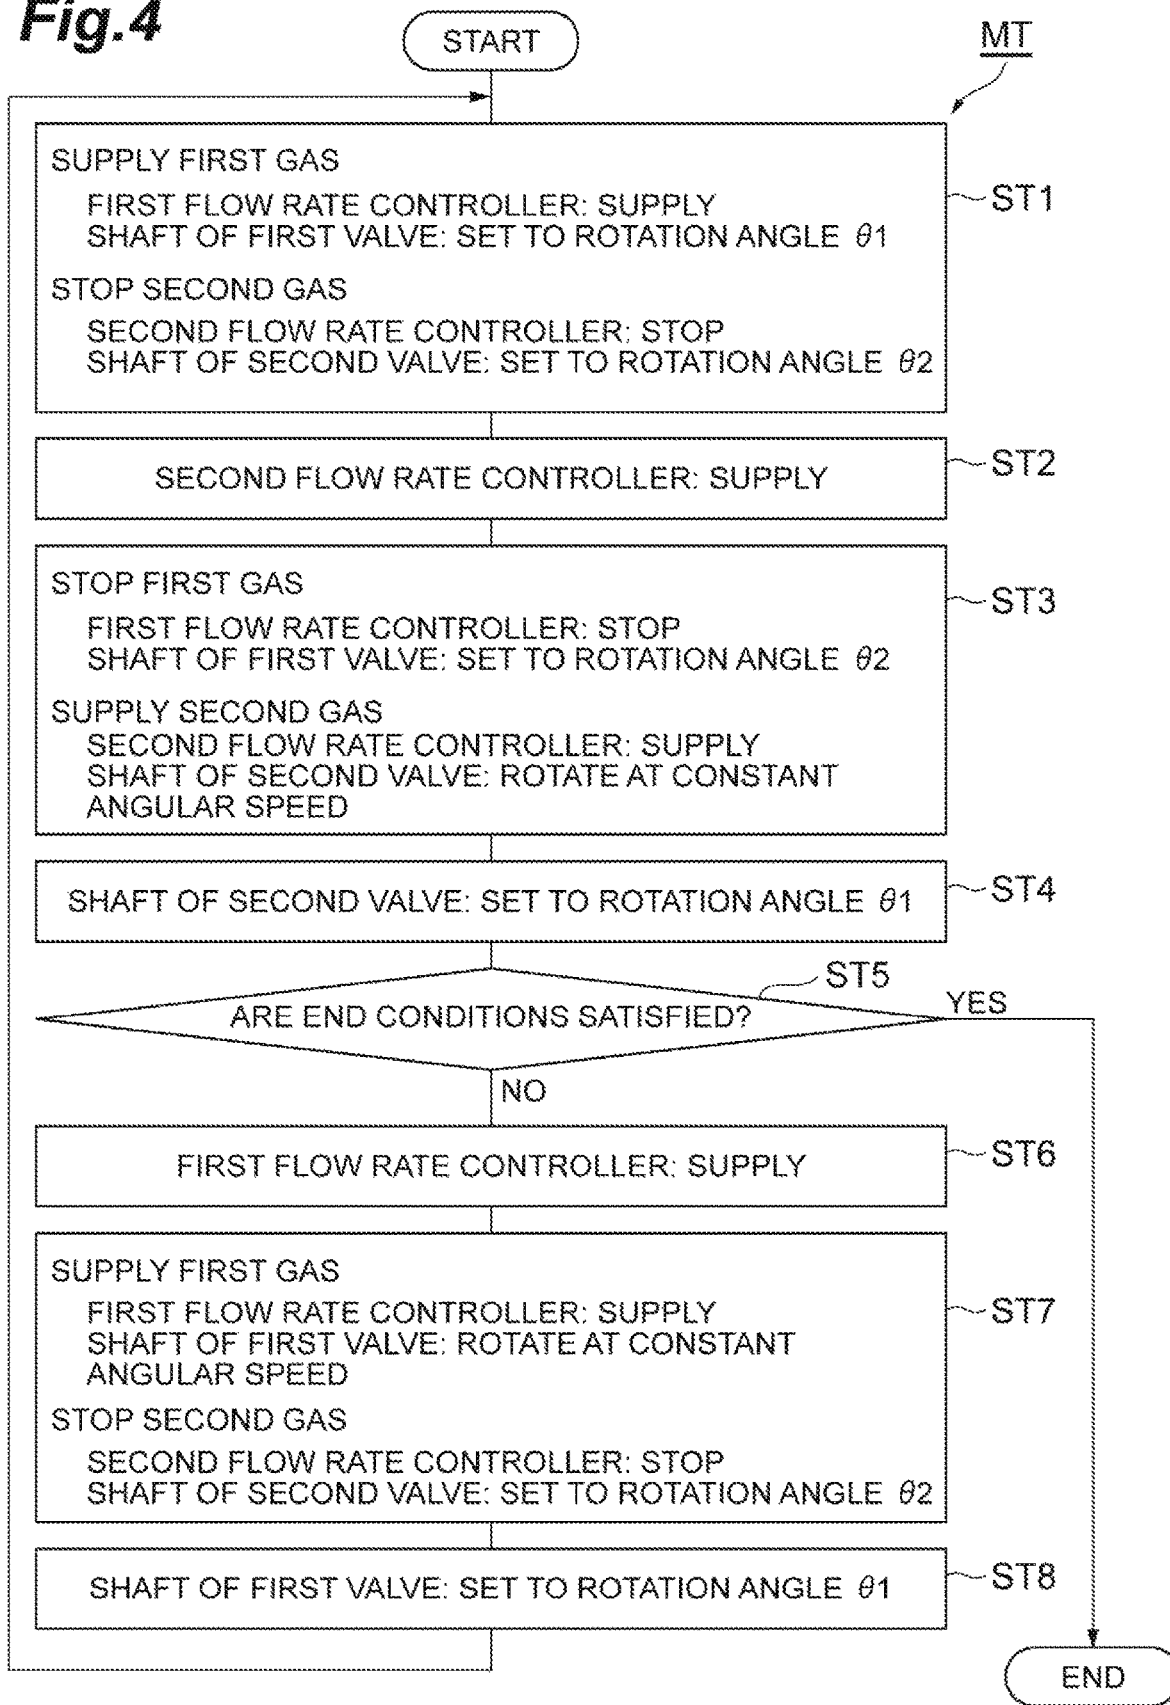 Fig.4
START
MT
SUPPLY FIRST GAS
FIRST FLOW RATE CONTROLLER: SUPPLY
SHAFT OF FIRST VALVE: SET TO ROTATION ANGLE θ1
STOP SECOND GAS
SECOND FLOW RATE CONTROLLER: STOP
SHAFT OF SECOND VALVE: SET TO ROTATION ANGLE θ2
ST1
SECOND FLOW RATE CONTROLLER: SUPPLY
ST2
STOP FIRST GAS
FIRST FLOW RATE CONTROLLER: STOP
SHAFT OF FIRST VALVE: SET TO ROTATION ANGLE θ2
SUPPLY SECOND GAS
SECOND FLOW RATE CONTROLLER: SUPPLY
SHAFT OF SECOND VALVE: ROTATE AT CONSTANT
ANGULAR SPEED
ST3
SHAFT OF SECOND VALVE: SET TO ROTATION ANGLE θ1
ST4
ST5
ARE END CONDITIONS SATISFIED?
YES
NO
FIRST FLOW RATE CONTROLLER: SUPPLY
ST6
SUPPLY FIRST GAS
FIRST FLOW RATE CONTROLLER: SUPPLY
SHAFT OF FIRST VALVE: ROTATE AT CONSTANT
ANGULAR SPEED
STOP SECOND GAS
SECOND FLOW RATE CONTROLLER: STOP
SHAFT OF SECOND VALVE: SET TO ROTATION ANGLE θ2
ST7
SHAFT OF FIRST VALVE: SET TO ROTATION ANGLE θ1
ST8
END